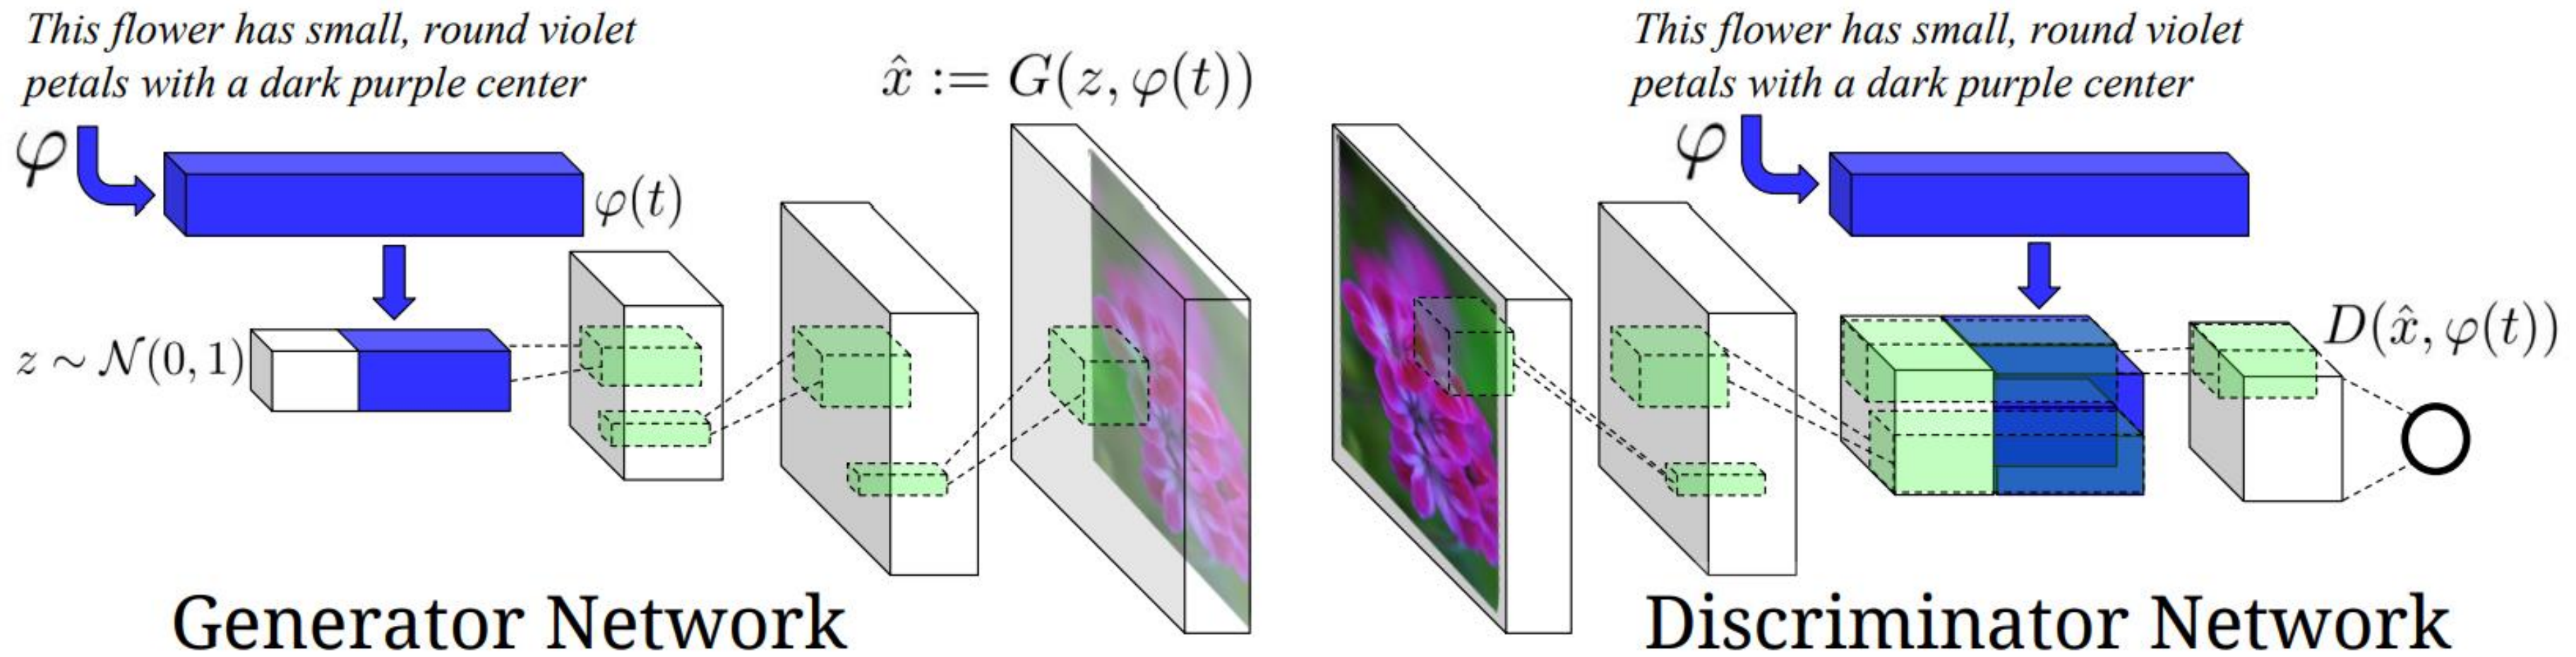 This flower has small, round violet
petals with a dark purple center
φ
φ(t)
z ~ 𝒩(0, 1)
x̂ := G(z, φ(t))
Generator Network
This flower has small, round violet
petals with a dark purple center
φ
D(x̂, φ(t))
Discriminator Network